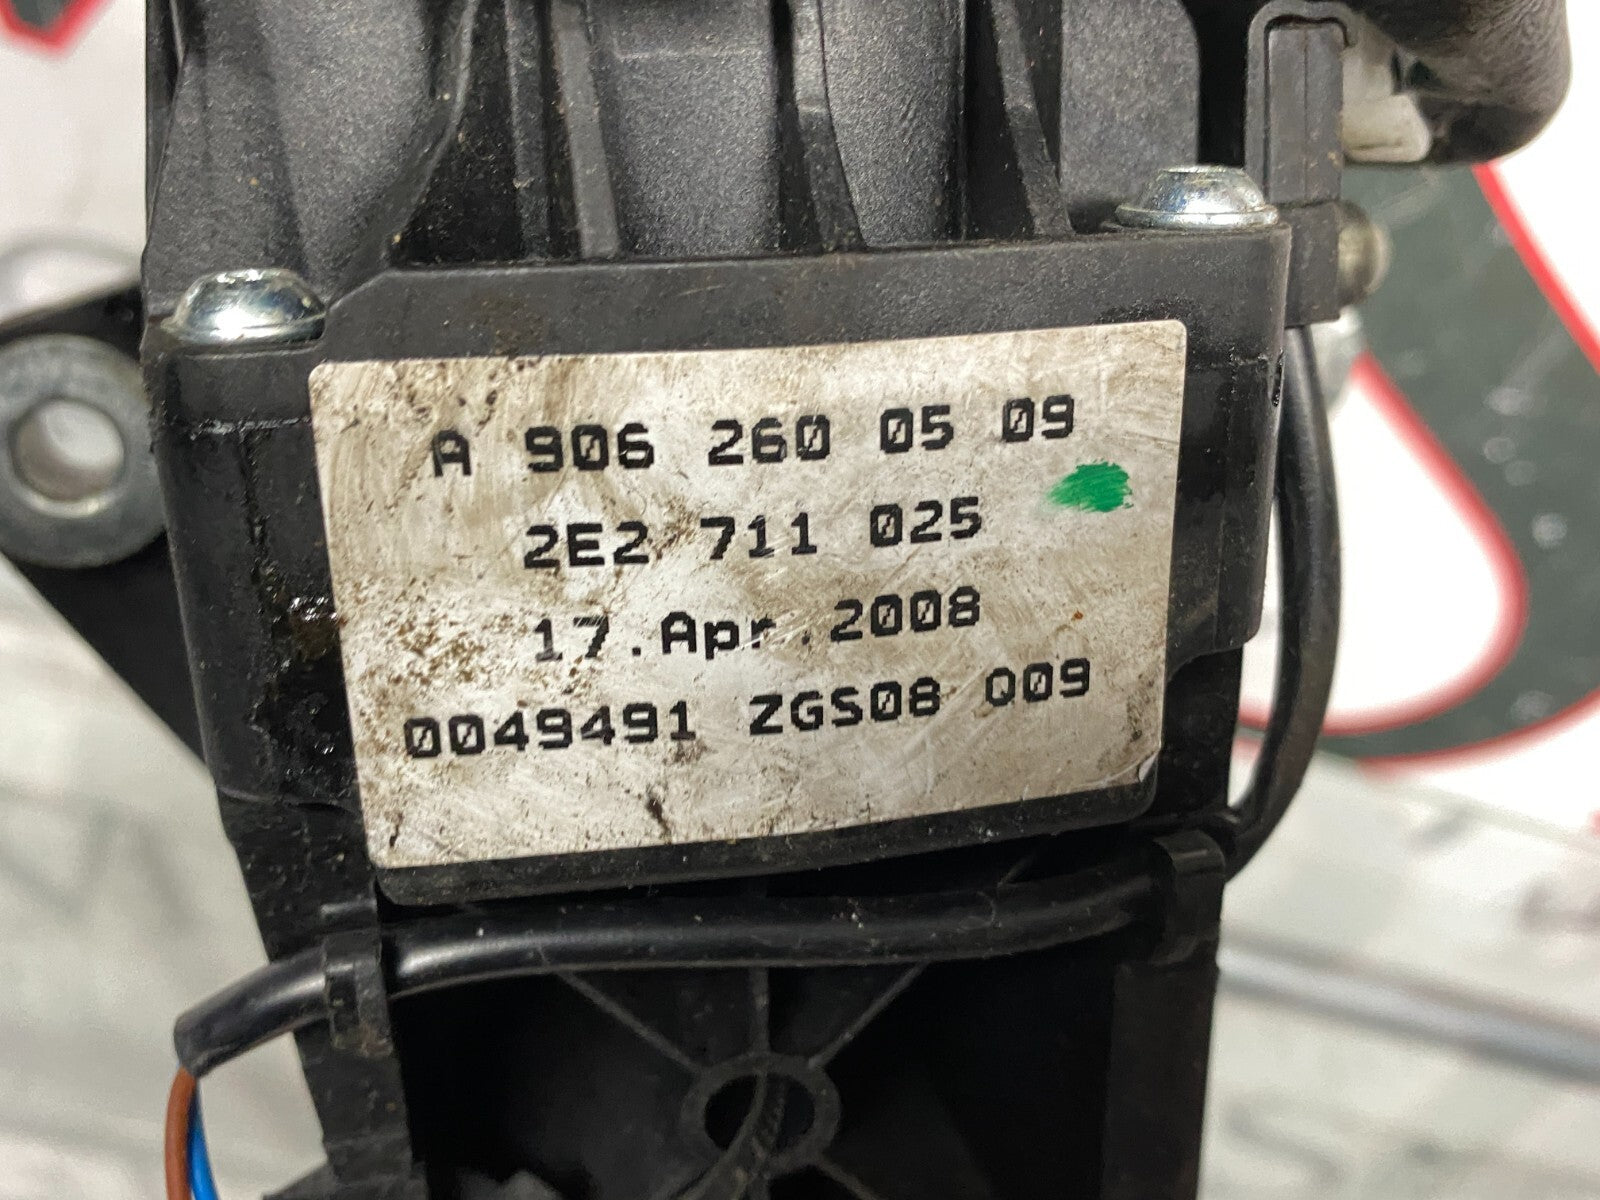 A 906 260 05 09
2E2 711 025
17.Apr.2008
0049491 ZGS08 009